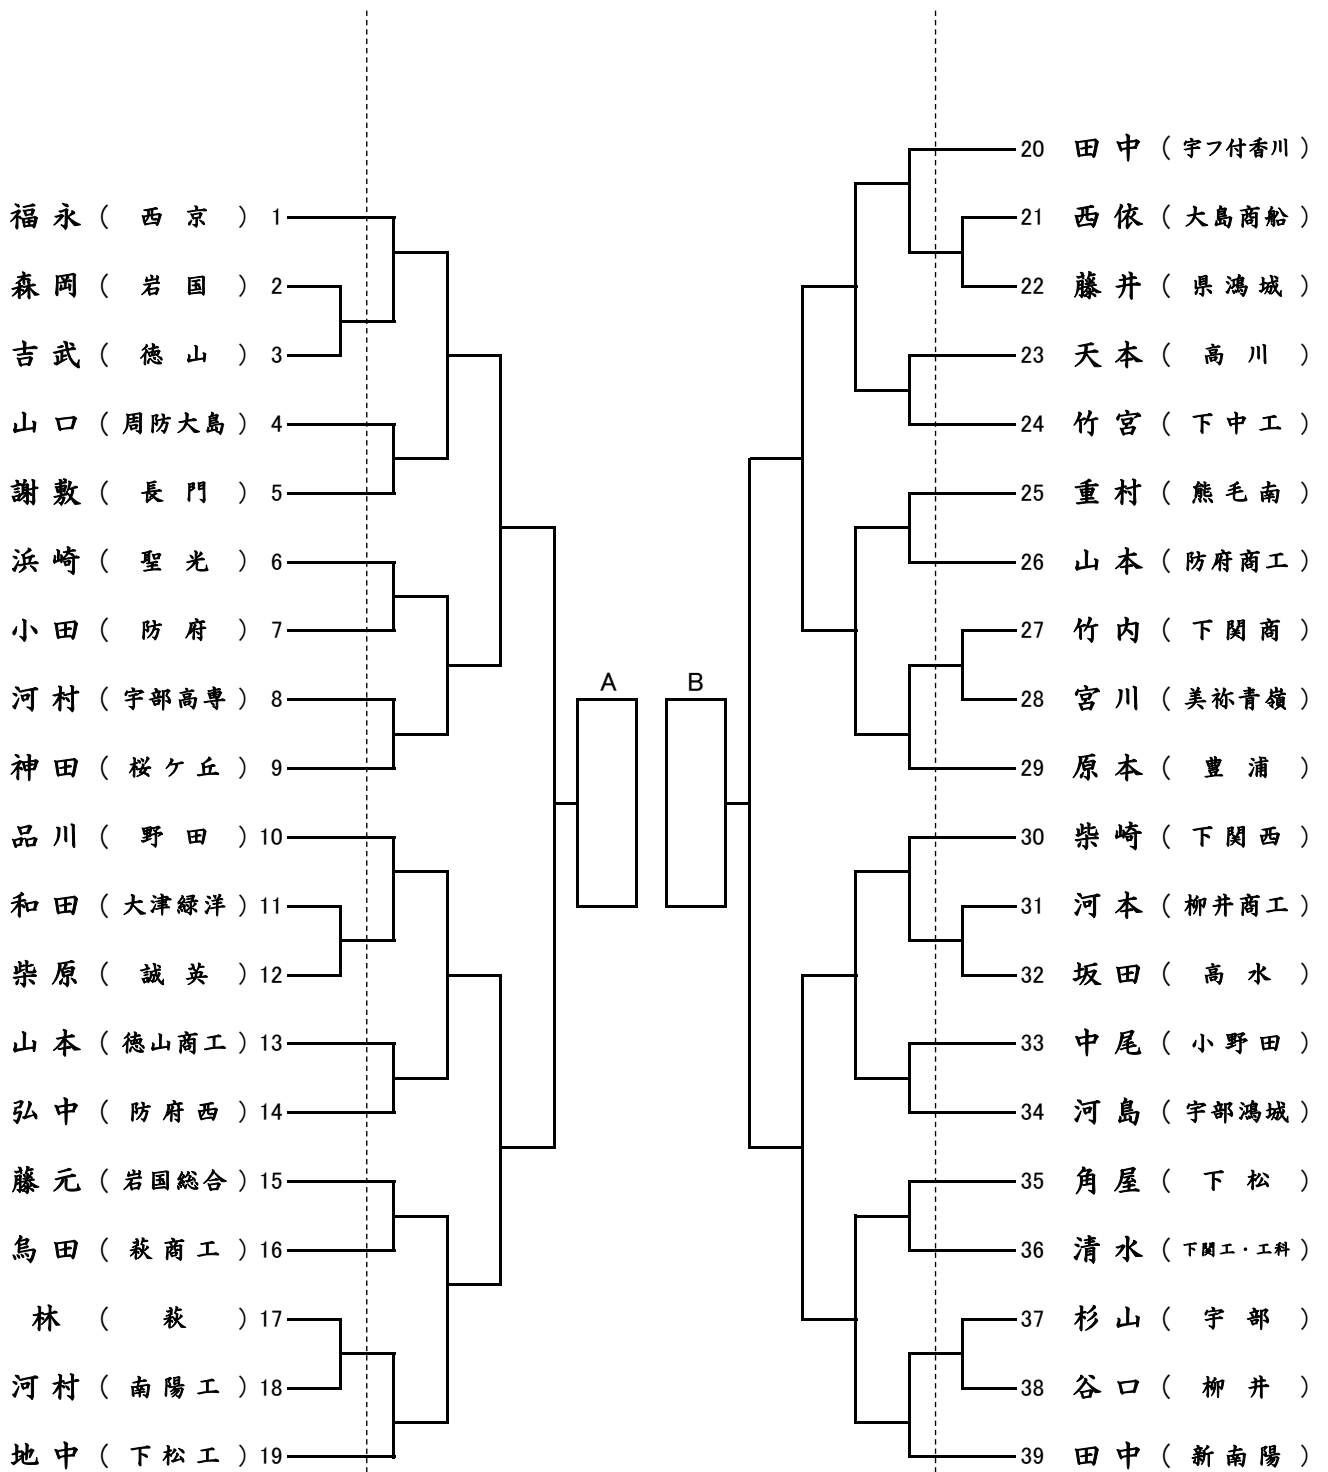 福永 ( 西京 ) 1
森岡 ( 岩国 ) 2
吉武 ( 徳山 ) 3
山口 ( 周防大島 ) 4
謝敷 ( 長門 ) 5
浜崎 ( 聖光 ) 6
小田 ( 防府 ) 7
河村 ( 宇部高専 ) 8
神田 ( 桜ケ丘 ) 9
品川 ( 野田 ) 10
和田 ( 大津緑洋 ) 11
柴原 ( 誠英 ) 12
山本 ( 徳山商工 ) 13
弘中 ( 防府西 ) 14
藤元 ( 岩国総合 ) 15
烏田 ( 萩商工 ) 16
林 ( 萩 ) 17
河村 ( 南陽工 ) 18
地中 ( 下松工 ) 19
A
B
20 田中 ( 宇フ付香川 )
21 西依 ( 大島商船 )
22 藤井 ( 県鴻城 )
23 天本 ( 高川 )
24 竹宮 ( 下中工 )
25 重村 ( 熊毛南 )
26 山本 ( 防府商工 )
27 竹内 ( 下関商 )
28 宮川 ( 美祢青嶺 )
29 原本 ( 豊浦 )
30 柴崎 ( 下関西 )
31 河本 ( 柳井商工 )
32 坂田 ( 高水 )
33 中尾 ( 小野田 )
34 河島 ( 宇部鴻城 )
35 角屋 ( 下松 )
36 清水 ( 下関工・工科 )
37 杉山 ( 宇部 )
38 谷口 ( 柳井 )
39 田中 ( 新南陽 )